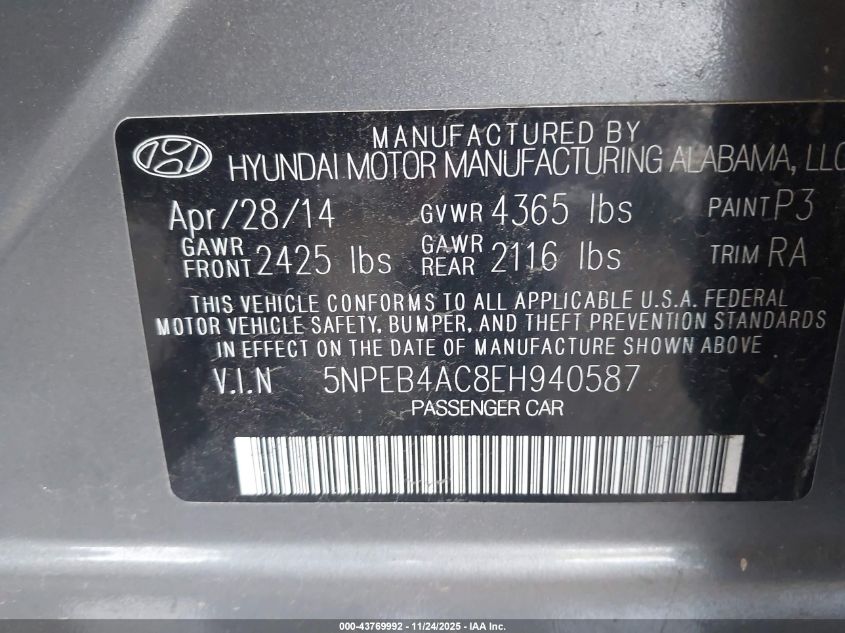 MANUFACTURED BY
HYUNDAI MOTOR MANUFACTURING ALABAMA, LLC
Apr/28/14 GVWR 4365 lbs PAINT P3
GAWR FRONT 2425 lbs GAWR REAR 2116 lbs TRIM RA
THIS VEHICLE CONFORMS TO ALL APPLICABLE U.S.A. FEDERAL
MOTOR VEHICLE SAFETY, BUMPER, AND THEFT PREVENTION STANDARDS
IN EFFECT ON THE DATE OF MANUFACTURE SHOWN ABOVE
V.I.N 5NPEB4AC8EH940587
PASSENGER CAR
000-43769992 - 11/24/2025 - IAA Inc.